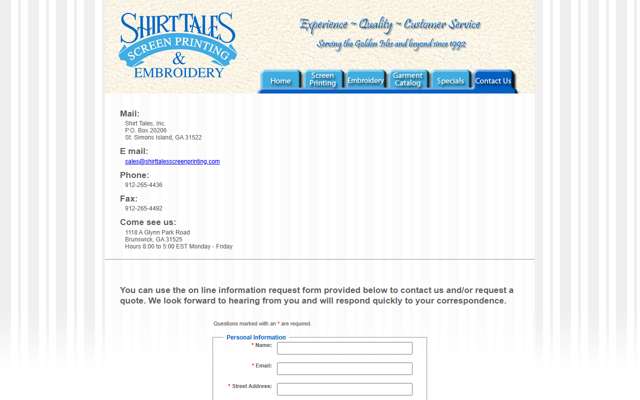 SHIRT TALES
SCREEN PRINTING
&
EMBROIDERY
Experience ~ Quality ~ Customer Service
Serving the Golden Isles and beyond since 1992
Home
Screen Printing
Embroidery
Garment Catalog
Specials
Contact Us
Mail:
Shirt Tales, Inc.
P.O. Box 20206
St. Simons Island, GA 31522
E mail:
sales@shirttalesscreenprinting.com
Phone:
912-265-4436
Fax:
912-265-4492
Come see us:
1118 A Glynn Park Road
Brunswick, GA 31525
Hours 8:00 to 5:00 EST Monday - Friday
You can use the on line information request form provided below to contact us and/or request a
quote. We look forward to hearing from you and will respond quickly to your correspondence.
Questions marked with an * are required.
Personal Information
* Name:
* Email:
* Street Address: